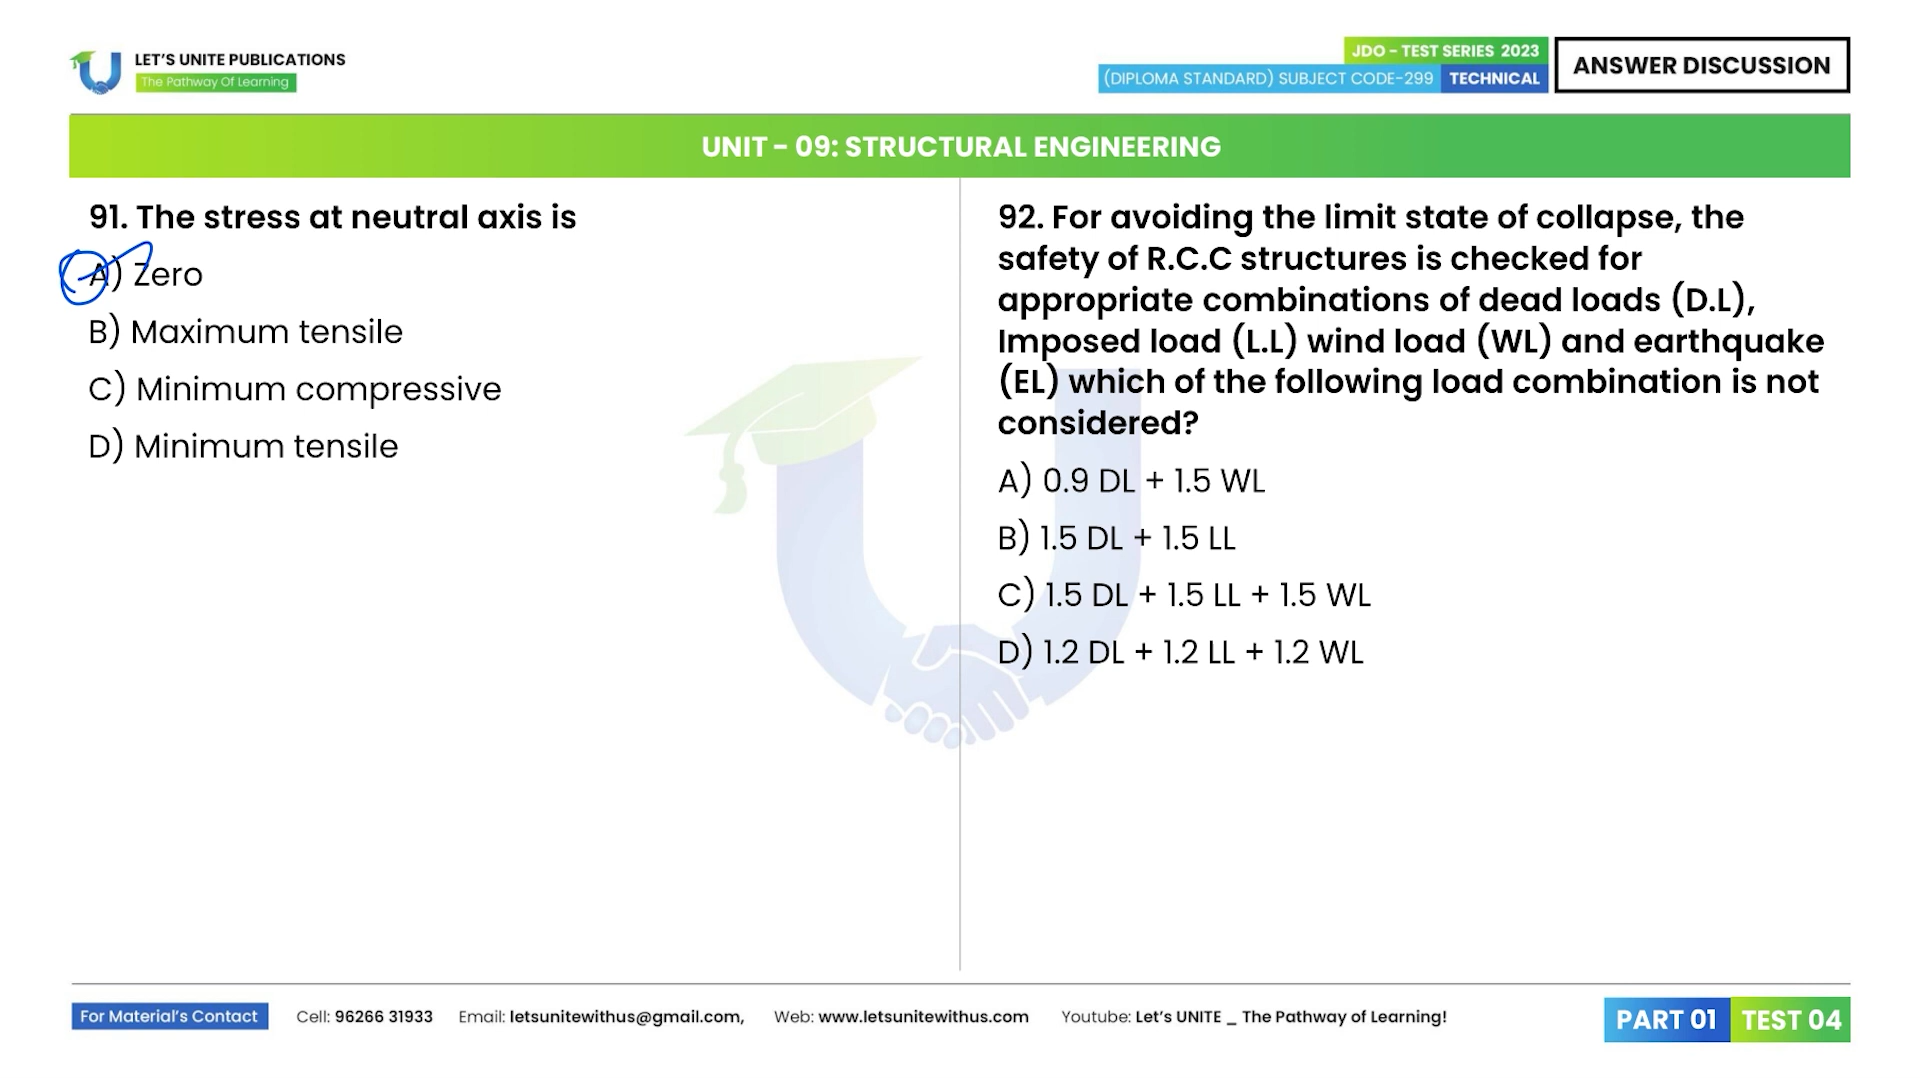 LET'S UNITE PUBLICATIONS
The Pathway Of Learning
JDO - TEST SERIES 2023
(DIPLOMA STANDARD) SUBJECT CODE-299 TECHNICAL
ANSWER DISCUSSION
UNIT - 09: STRUCTURAL ENGINEERING
91. The stress at neutral axis is
A) Zero
B) Maximum tensile
C) Minimum compressive
D) Minimum tensile
92. For avoiding the limit state of collapse, the
safety of R.C.C structures is checked for
appropriate combinations of dead loads (D.L),
Imposed load (L.L) wind load (WL) and earthquake
(EL) which of the following load combination is not
considered?
A) 0.9 DL + 1.5 WL
B) 1.5 DL + 1.5 LL
C) 1.5 DL + 1.5 LL + 1.5 WL
D) 1.2 DL + 1.2 LL + 1.2 WL
For Material's Contact Cell: 96266 31933 Email: letsunitewithus@gmail.com, Web: www.letsunitewithus.com Youtube: Let's UNITE _ The Pathway of Learning!
PART 01 TEST 04